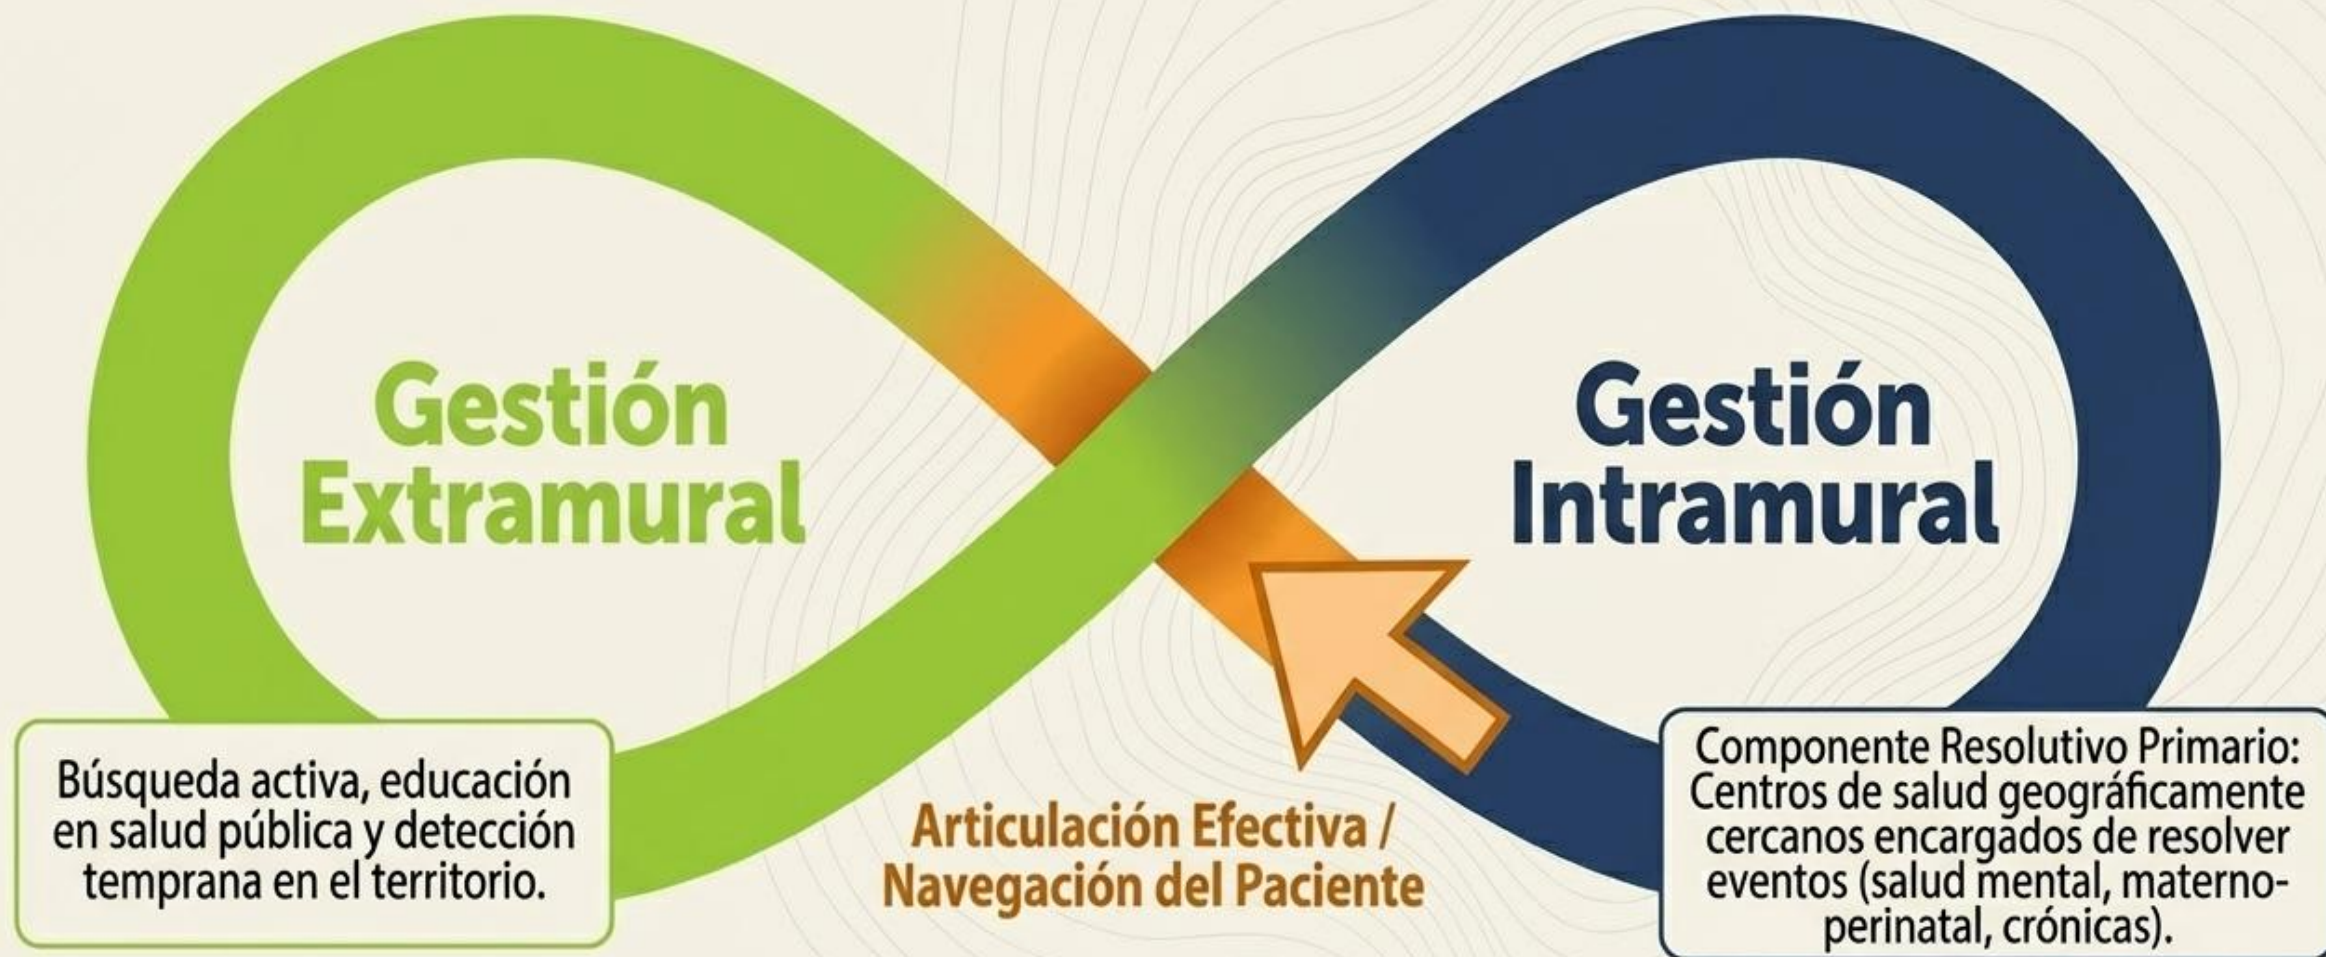 Gestión
Extramural
Gestión
Intramural
Búsqueda activa, educación
en salud pública y detección
temprana en el territorio.
Articulación Efectiva /
Navegación del Paciente
Componente Resolutivo Primario:
Centros de salud geográficamente
cercanos encargados de resolver
eventos (salud mental, materno-
perinatal, crónicas).